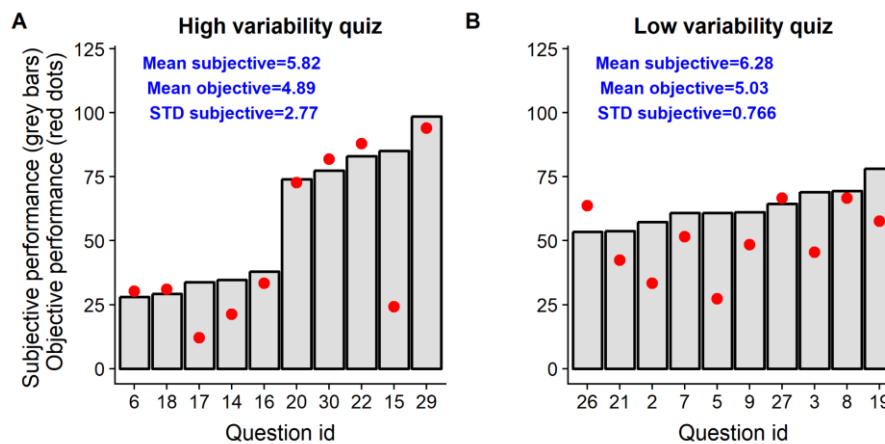 A
High variability quiz
Mean subjective=5.82
Mean objective=4.89
STD subjective=2.77
Subjective performance (grey bars)
Objective performance (red dots)
125
100
75
50
25
0
6 18 17 14 16 20 30 22 15 29
Question id
B
Low variability quiz
Mean subjective=6.28
Mean objective=5.03
STD subjective=0.766
125
100
75
50
25
0
26 21 2 7 5 9 27 3 8 19
Question id